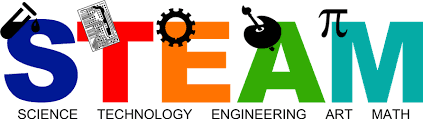 STEAM
π
SCIENCE TECHNOLOGY ENGINEERING ART MATH